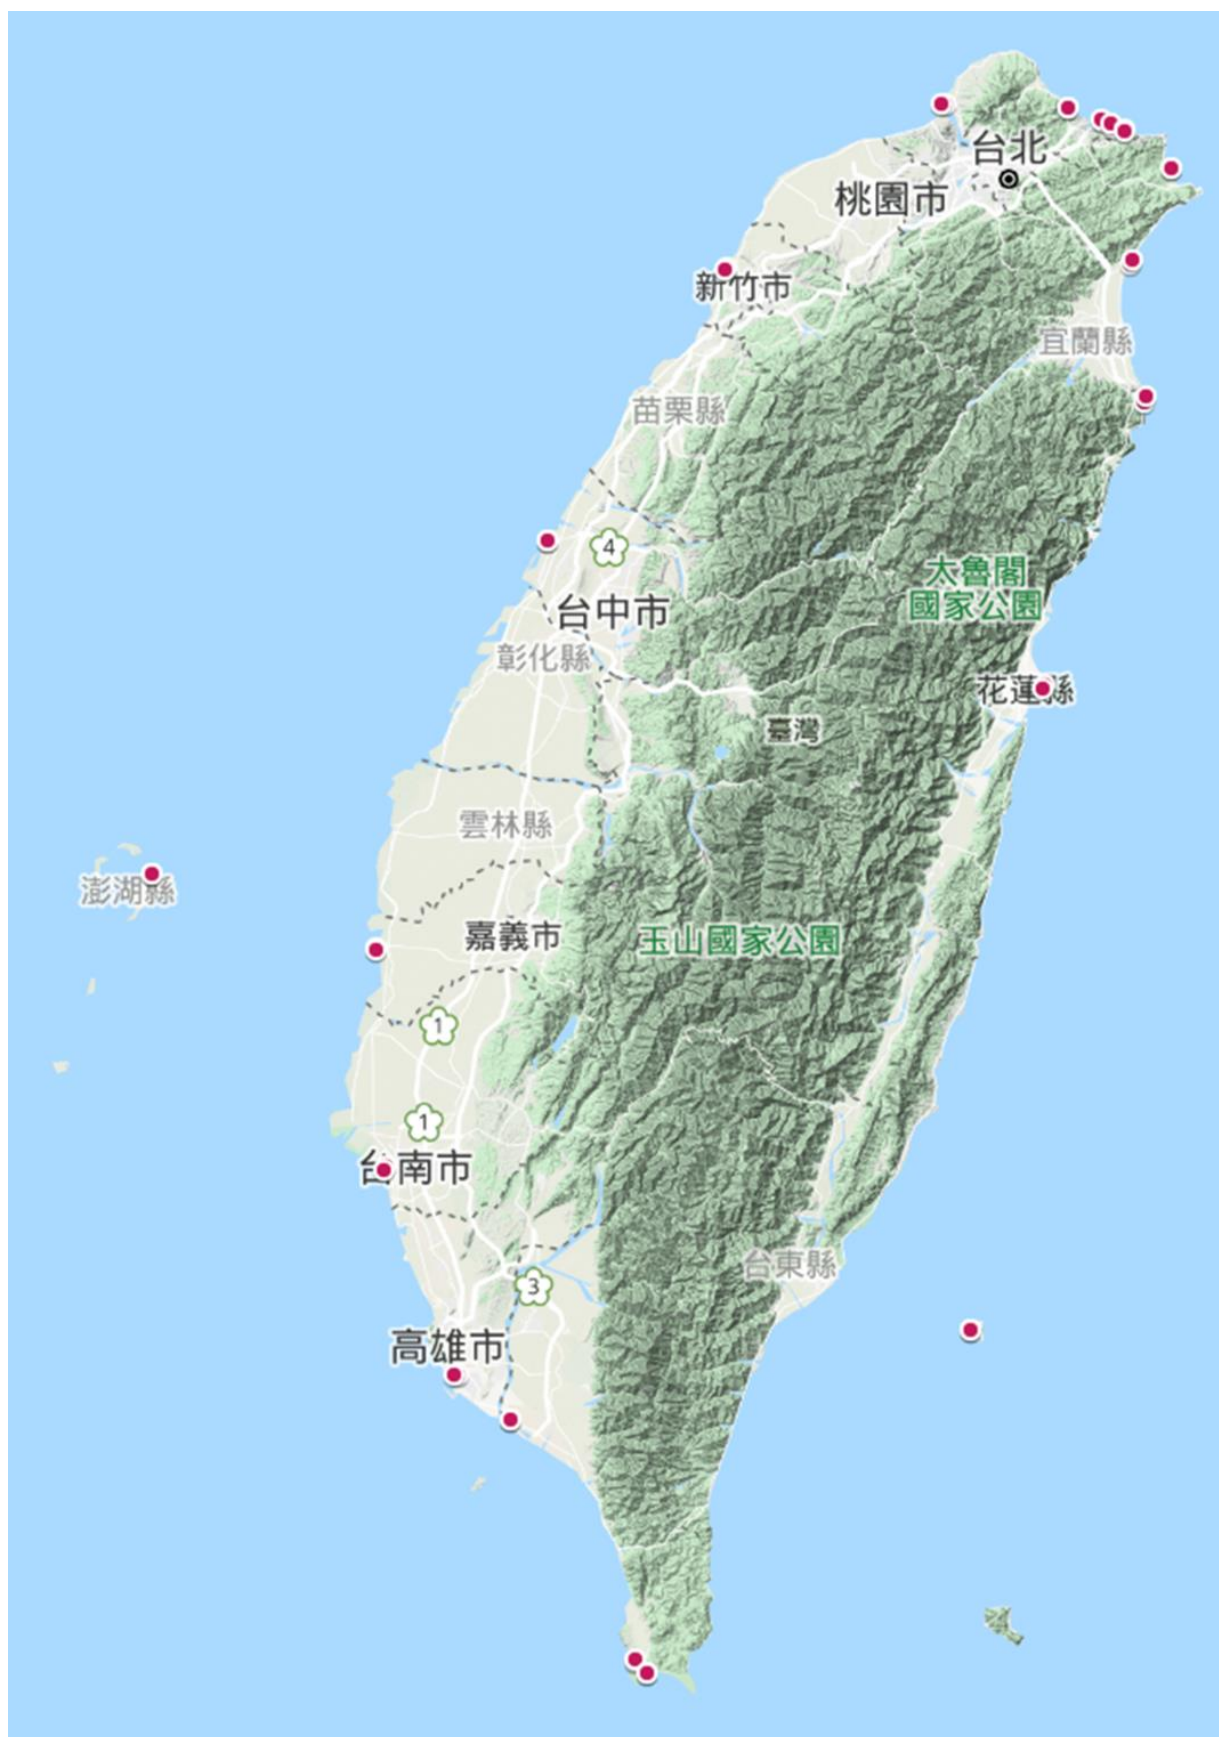 台北
桃園市
新竹市
宜蘭縣
苗栗縣
4
太魯閣
國家公園
台中市
彰化縣
花蓮縣
臺灣
雲林縣
澎湖縣
嘉義市
玉山國家公園
1
1
台南市
台東縣
3
高雄市